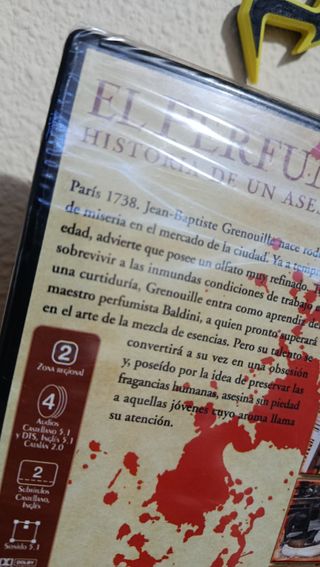 EL PERFU
HISTORIA DE UN ASE
París 1738. Jean-Baptiste Grenouille nace rod
de miseria en el mercado de la ciudad. Ya a temp
edad, advierte que posee un olfato muy refinado. T
sobrevivir a las inmundas condiciones de trabajo
una curtiduría, Grenouille entra como aprendiz del
maestro perfumista Baldini, a quien pronto superará
en el arte de la mezcla de esencias. Pero su talento se
convertirá a su vez en una obsesión
y, poseído por la idea de preservar las
fragancias humanas, asesina sin piedad
a aquellas jóvenes cuyo aroma llama
su atención.
2
ZONA REGIONAL
4
AUDIOS:
CASTELLANO 5.1
Y DTS, INGLÉS 5.1
CATALÁN 2.0
2
SUBTÍTULOS:
CASTELLANO,
INGLÉS
SONIDO 5.1
DOLBY